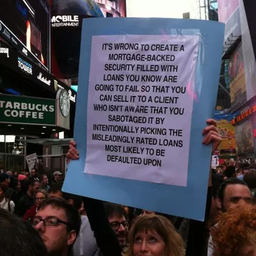 MOBILE
ENTERTAINMENT
STARBUCKS
COFFEE
IT'S WRONG TO CREATE A
MORTGAGE-BACKED
SECURITY FILLED WITH
LOANS YOU KNOW ARE
GOING TO FAIL SO THAT YOU
CAN SELL IT TO A CLIENT
WHO ISN'T AWARE THAT YOU
SABOTAGED IT BY
INTENTIONALLY PICKING THE
MISLEADINGLY RATED LOANS
MOST LIKELY TO BE
DEFAULTED UPON